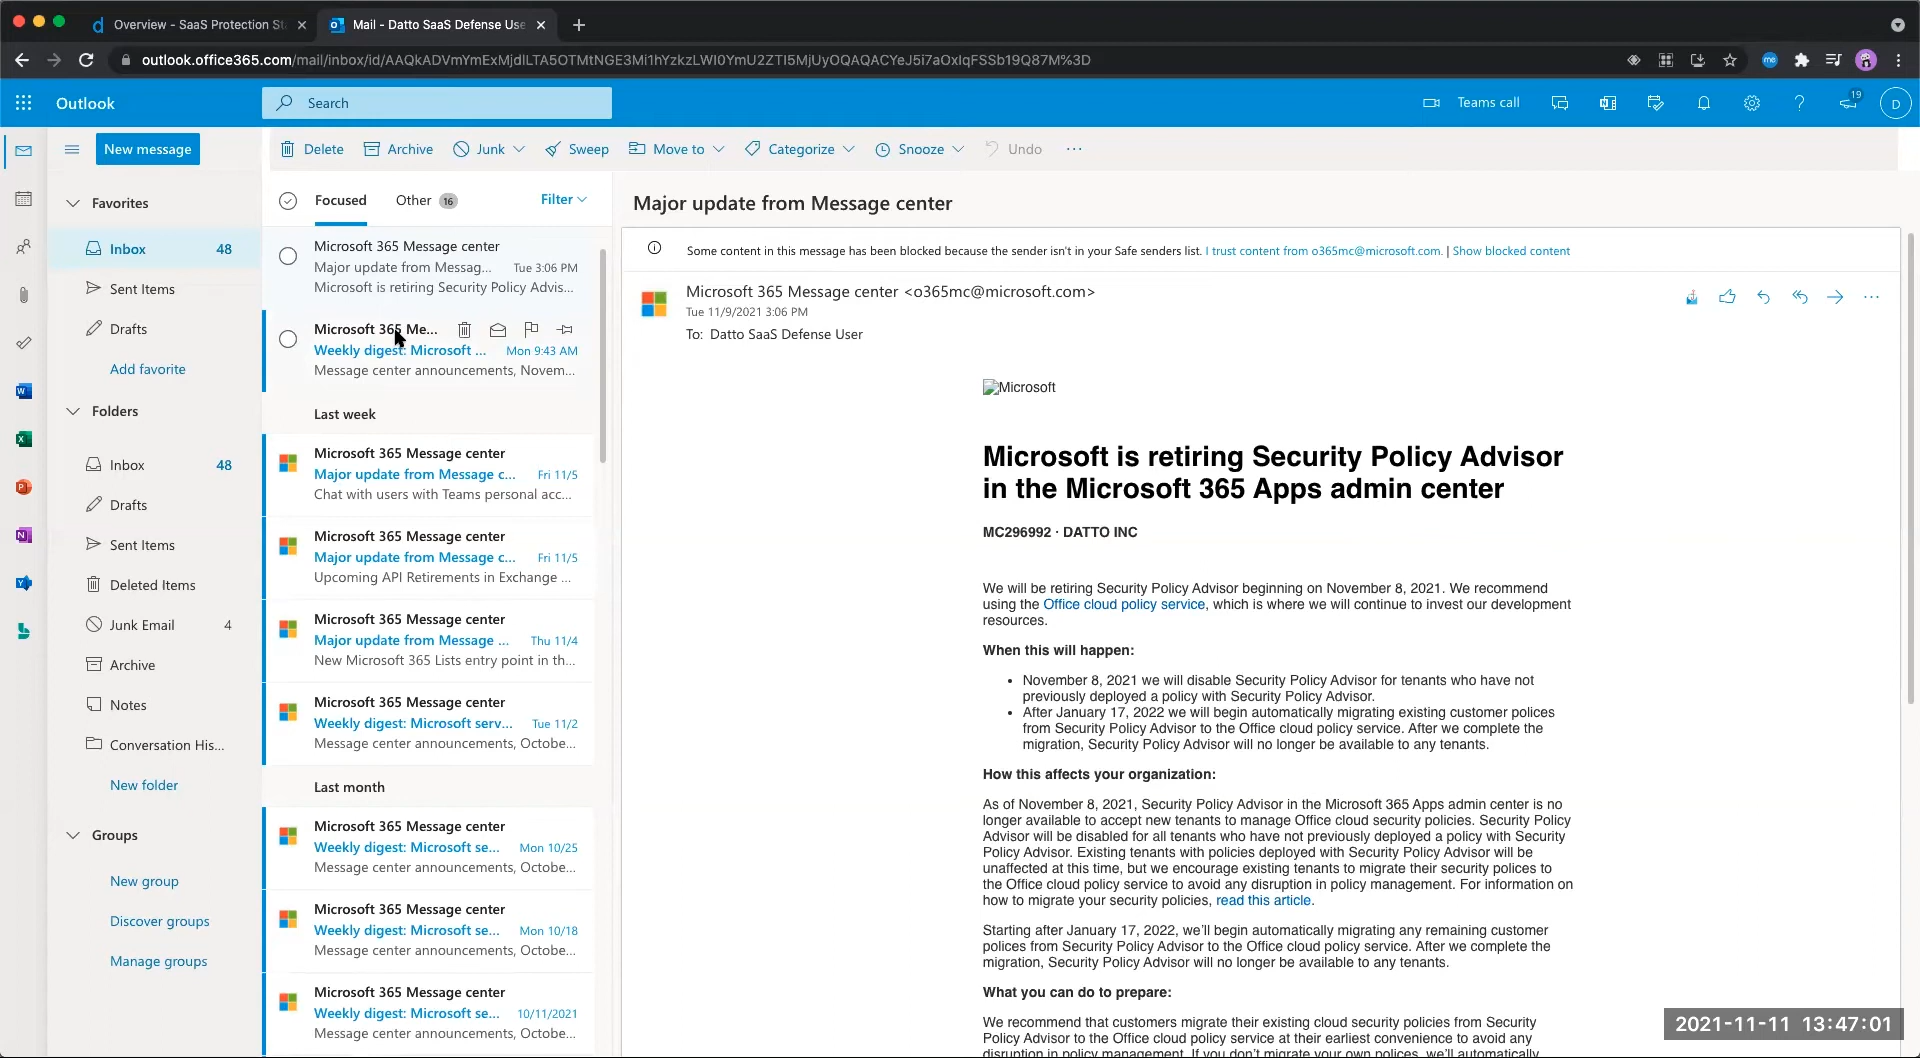 Overview - SaaS Protection St
Mail - Datto SaaS Defense Use
outlook.office365.com/mail/inbox/id/AAQkADVmYmExMjdlLTA5OTMtNGE3Mi1hYzkzLWI0YmU2ZTI5MjUyOQAQACYeJ5i7aOxIqFSSb19Q87M%3D
Outlook
Search
Teams call
19
D
New message
Delete
Archive
Junk
Sweep
Move to
Categorize
Snooze
Undo
Favorites
Inbox 48
Sent Items
Drafts
Add favorite
Folders
Inbox 48
Drafts
Sent Items
Deleted Items
Junk Email 4
Archive
Notes
Conversation His...
New folder
Groups
New group
Discover groups
Manage groups
Focused
Other 16
Filter
Microsoft 365 Message center
Major update from Messag... Tue 3:06 PM
Microsoft is retiring Security Policy Advis...
Microsoft 365 Me...
Weekly digest: Microsoft ... Mon 9:43 AM
Message center announcements, Novem...
Last week
Microsoft 365 Message center
Major update from Message c... Fri 11/5
Chat with users with Teams personal acc...
Microsoft 365 Message center
Major update from Message c... Fri 11/5
Upcoming API Retirements in Exchange ...
Microsoft 365 Message center
Major update from Message ... Thu 11/4
New Microsoft 365 Lists entry point in th...
Microsoft 365 Message center
Weekly digest: Microsoft serv... Tue 11/2
Message center announcements, Octobe...
Last month
Microsoft 365 Message center
Weekly digest: Microsoft se... Mon 10/25
Message center announcements, Octobe...
Microsoft 365 Message center
Weekly digest: Microsoft se... Mon 10/18
Message center announcements, Octobe...
Microsoft 365 Message center
Weekly digest: Microsoft se... 10/11/2021
Message center announcements, Octobe...
Major update from Message center
Some content in this message has been blocked because the sender isn't in your Safe senders list. I trust content from o365mc@microsoft.com. | Show blocked content
Microsoft 365 Message center <o365mc@microsoft.com>
Tue 11/9/2021 3:06 PM
To: Datto SaaS Defense User
Microsoft
Microsoft is retiring Security Policy Advisor
in the Microsoft 365 Apps admin center
MC296992 · DATTO INC
We will be retiring Security Policy Advisor beginning on November 8, 2021. We recommend
using the Office cloud policy service, which is where we will continue to invest our development
resources.
When this will happen:
• November 8, 2021 we will disable Security Policy Advisor for tenants who have not
previously deployed a policy with Security Policy Advisor.
• After January 17, 2022 we will begin automatically migrating existing customer polices
from Security Policy Advisor to the Office cloud policy service. After we complete the
migration, Security Policy Advisor will no longer be available to any tenants.
How this affects your organization:
As of November 8, 2021, Security Policy Advisor in the Microsoft 365 Apps admin center is no
longer available to accept new tenants to manage Office cloud security policies. Security Policy
Advisor will be disabled for all tenants who have not previously deployed a policy with Security
Policy Advisor. Existing tenants with policies deployed with Security Policy Advisor will be
unaffected at this time, but we encourage existing tenants to migrate their security polices to
the Office cloud policy service to avoid any disruption in policy management. For information on
how to migrate your security policies, read this article.
Starting after January 17, 2022, we'll begin automatically migrating any remaining customer
polices from Security Policy Advisor to the Office cloud policy service. After we complete the
migration, Security Policy Advisor will no longer be available to any tenants.
What you can do to prepare:
We recommend that customers migrate their existing cloud security policies from Security
Policy Advisor to the Office cloud policy service at their earliest convenience to avoid any
disruption in policy management. If you don't migrate your own polices, we'll automatically
2021-11-11 13:47:01